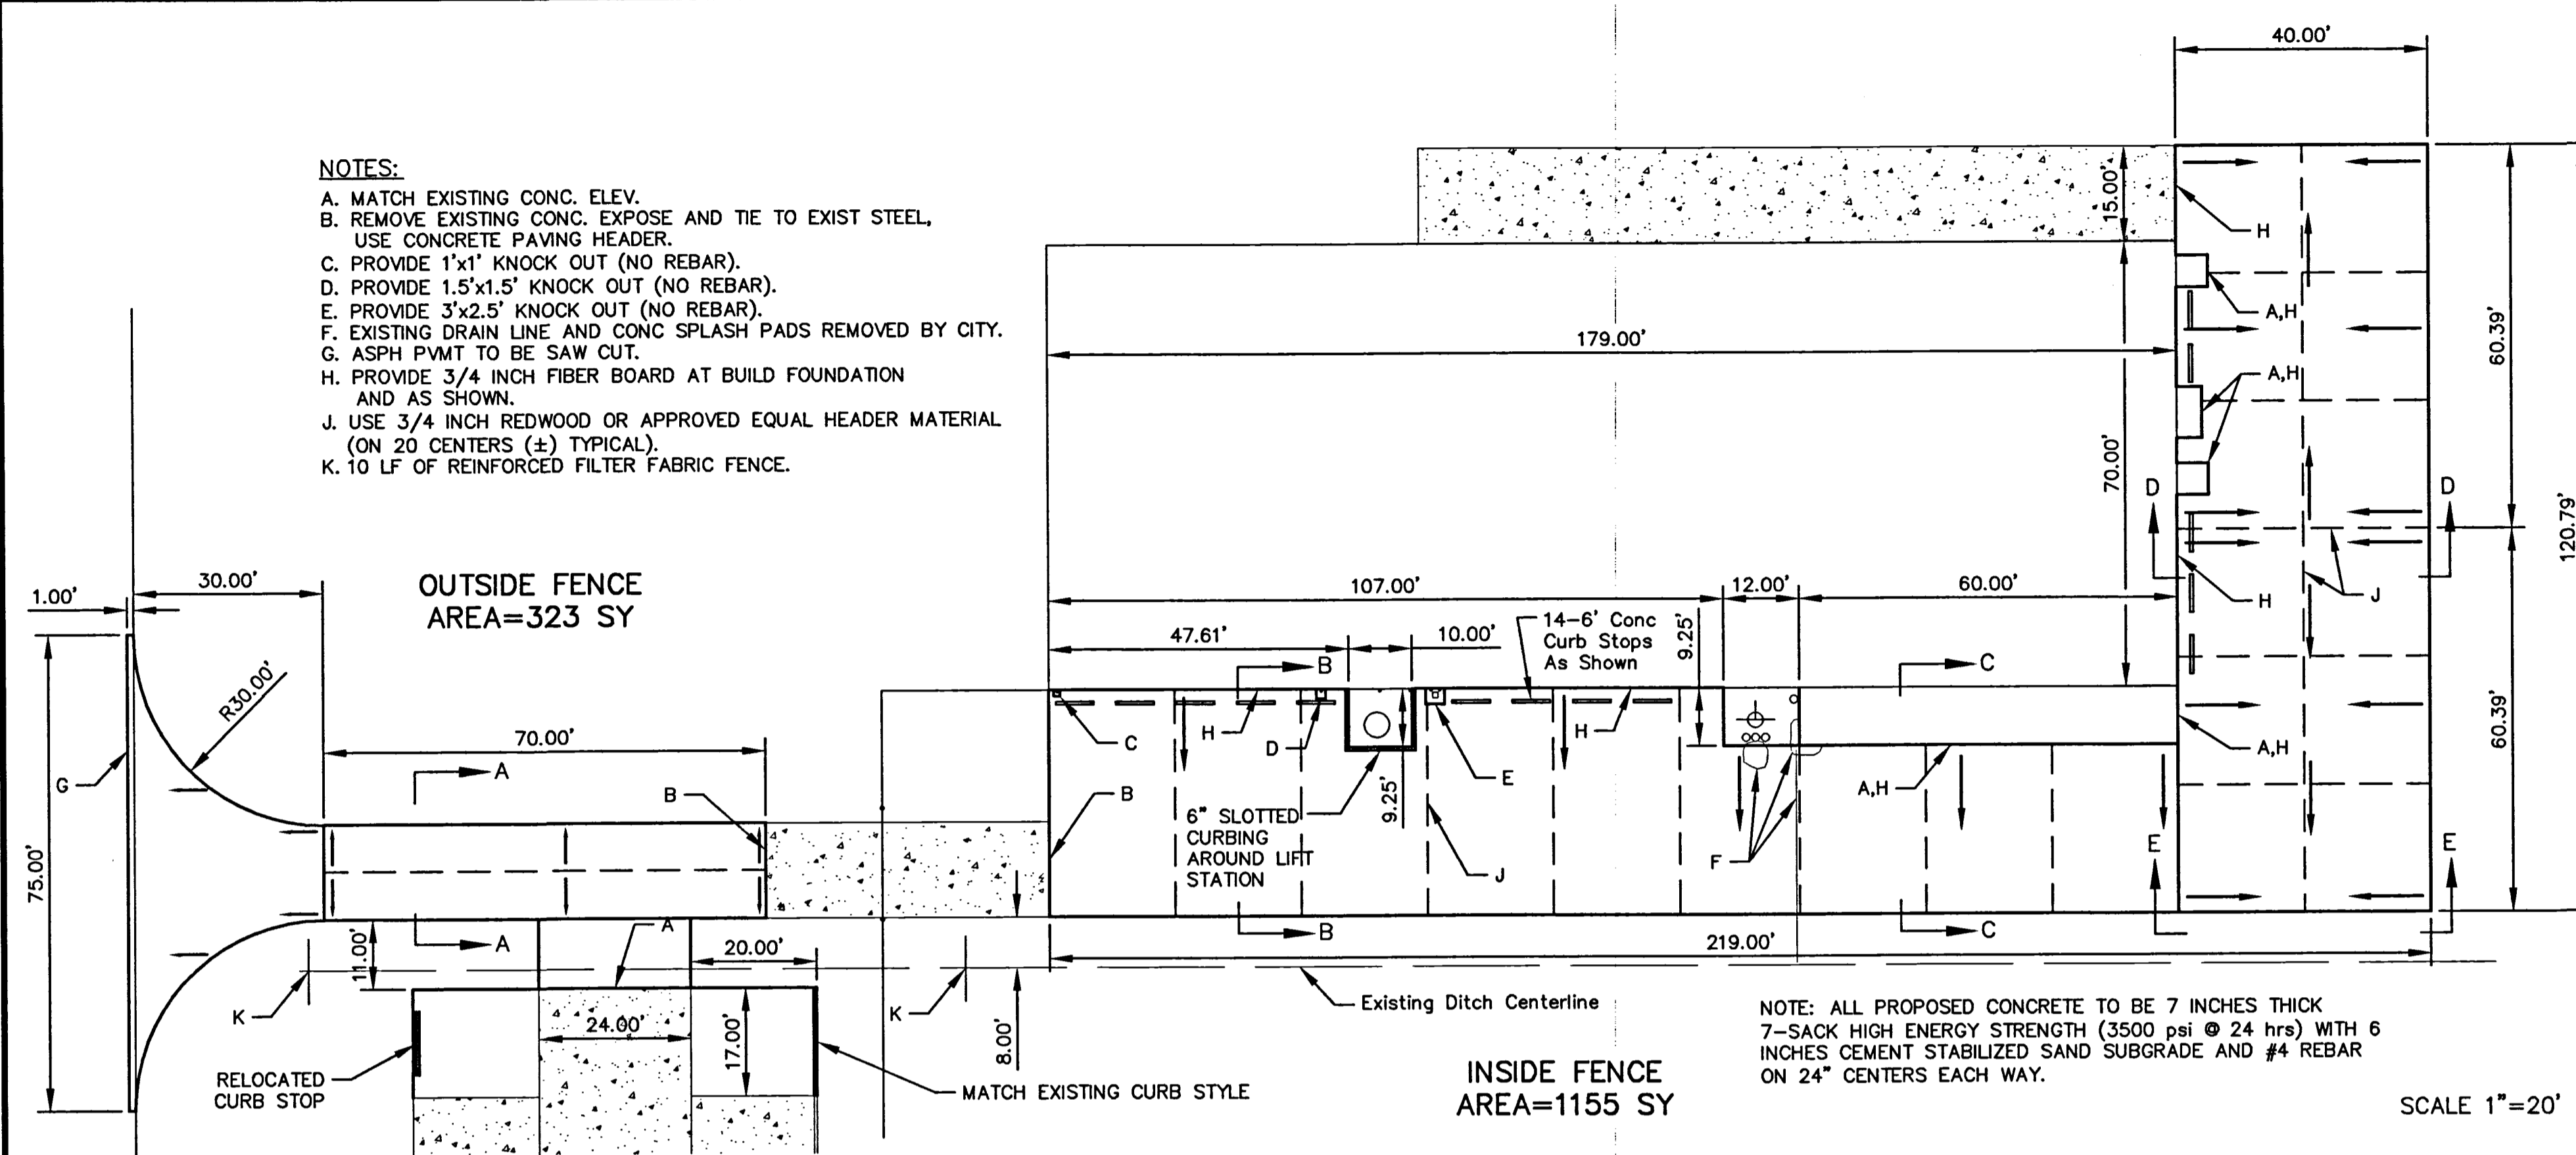 40.00'
NOTES:
A. MATCH EXISTING CONC. ELEV.
B. REMOVE EXISTING CONC. EXPOSE AND TIE TO EXIST STEEL,
USE CONCRETE PAVING HEADER.
C. PROVIDE 1'x1' KNOCK OUT (NO REBAR).
D. PROVIDE 1.5'x1.5' KNOCK OUT (NO REBAR).
E. PROVIDE 3'x2.5' KNOCK OUT (NO REBAR).
F. EXISTING DRAIN LINE AND CONC SPLASH PADS REMOVED BY CITY.
G. ASPH PVMT TO BE SAW CUT.
H. PROVIDE 3/4 INCH FIBER BOARD AT BUILD FOUNDATION
AND AS SHOWN.
J. USE 3/4 INCH REDWOOD OR APPROVED EQUAL HEADER MATERIAL
(ON 20 CENTERS (±) TYPICAL).
K. 10 LF OF REINFORCED FILTER FABRIC FENCE.
15.00'
H
A,H
179.00'
60.39'
A,H
70.00'
D
D
120.79'
OUTSIDE FENCE
AREA=323 SY
1.00'
30.00'
107.00'
12.00'
60.00'
H
J
47.61'
10.00'
14-6' Conc
Curb Stops
As Shown
9.25'
B
C
R30.00'
70.00'
C
H
D
H
E
A,H
60.39'
G
A
B
B
6" SLOTTED
CURBING
AROUND LIFT
STATION
9.25'
A,H
F
J
E
E
75.00'
A
A
11.00'
20.00'
B
C
219.00'
K
K
24.00'
17.00'
8.00'
Existing Ditch Centerline
RELOCATED
CURB STOP
MATCH EXISTING CURB STYLE
INSIDE FENCE
AREA=1155 SY
NOTE: ALL PROPOSED CONCRETE TO BE 7 INCHES THICK
7-SACK HIGH ENERGY STRENGTH (3500 psi @ 24 hrs) WITH 6
INCHES CEMENT STABILIZED SAND SUBGRADE AND #4 REBAR
ON 24" CENTERS EACH WAY.
SCALE 1"=20'